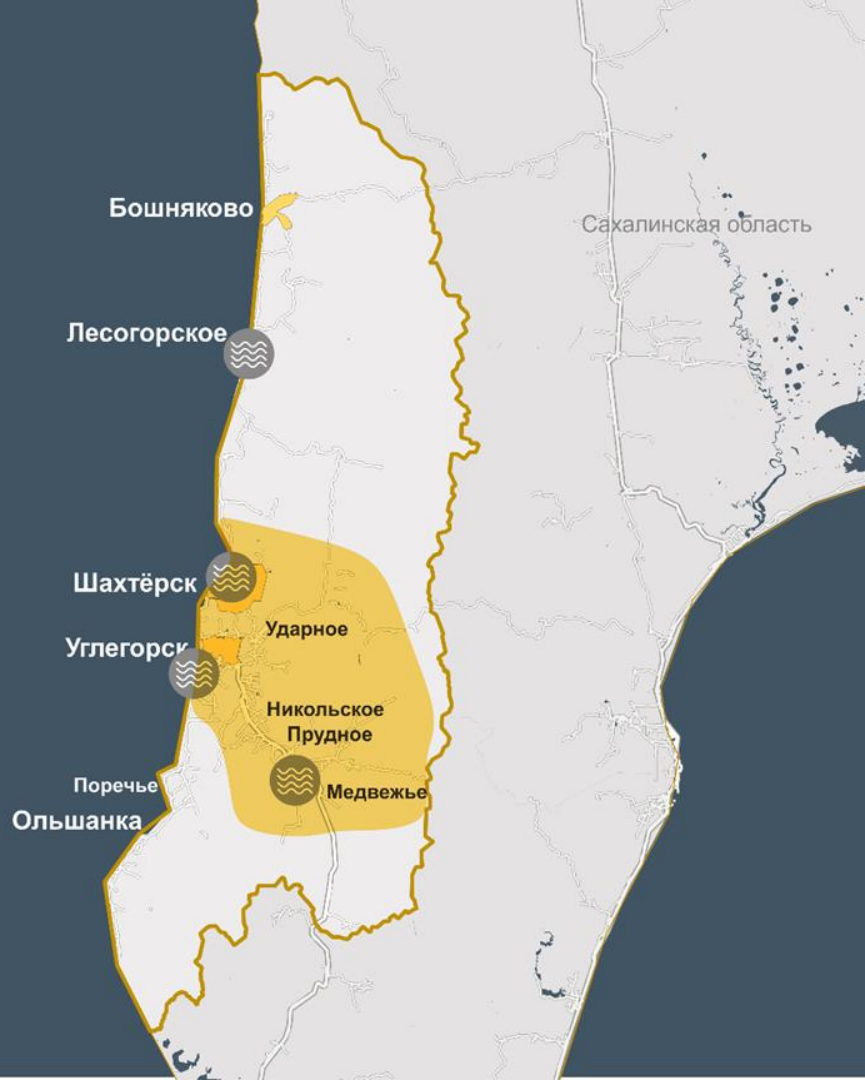 Бошняково
Сахалинская область
Лесогорское
Шахтёрск
Ударное
Углегорск
Никольское
Прудное
Поречье
Медвежье
Ольшанка